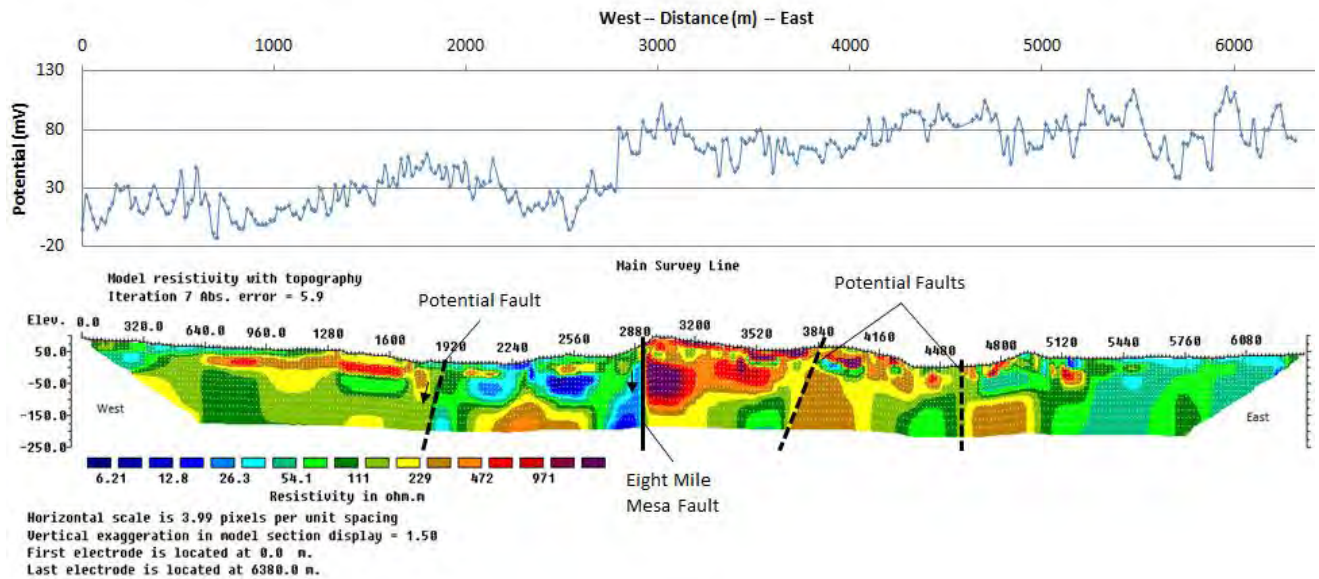 West -- Distance (m) -- East
0 1000 2000 3000 4000 5000 6000
130
80
30
-20
Potential (mV)
Main Survey Line
Model resistivity with topography
Iteration 7 Abs. error = 5.9
Potential Fault
Potential Faults
Elev. 0.0 320.0 640.0 960.0 1280 1600 1920 2240 2560 2880 3200 3520 3840 4160 4480 4800 5120 5440 5760 6080
50.0
-50.0
-150.0
-250.0
West
East
6.21 12.8 26.3 54.1 111 229 472 971
Resistivity in ohm.m
Eight Mile
Mesa Fault
Horizontal scale is 3.99 pixels per unit spacing
Vertical exaggeration in model section display = 1.50
First electrode is located at 0.0 m.
Last electrode is located at 6380.0 m.